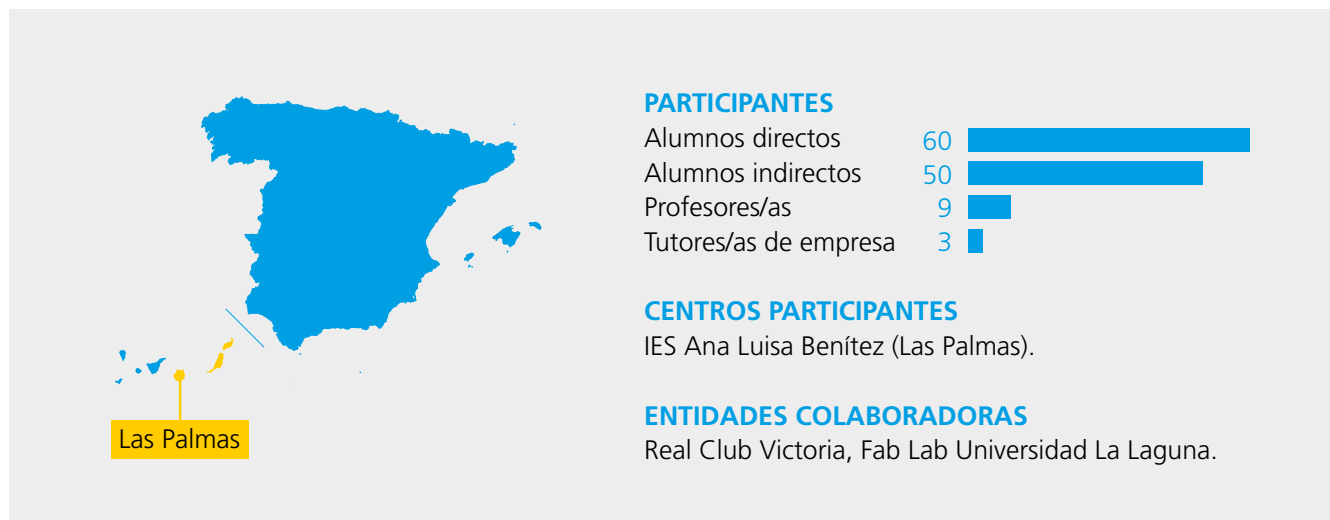 PARTICIPANTES
Alumnos directos 60
Alumnos indirectos 50
Profesores/as 9
Tutores/as de empresa 3
CENTROS PARTICIPANTES
IES Ana Luisa Benítez (Las Palmas).
ENTIDADES COLABORADORAS
Real Club Victoria, Fab Lab Universidad La Laguna.
Las Palmas